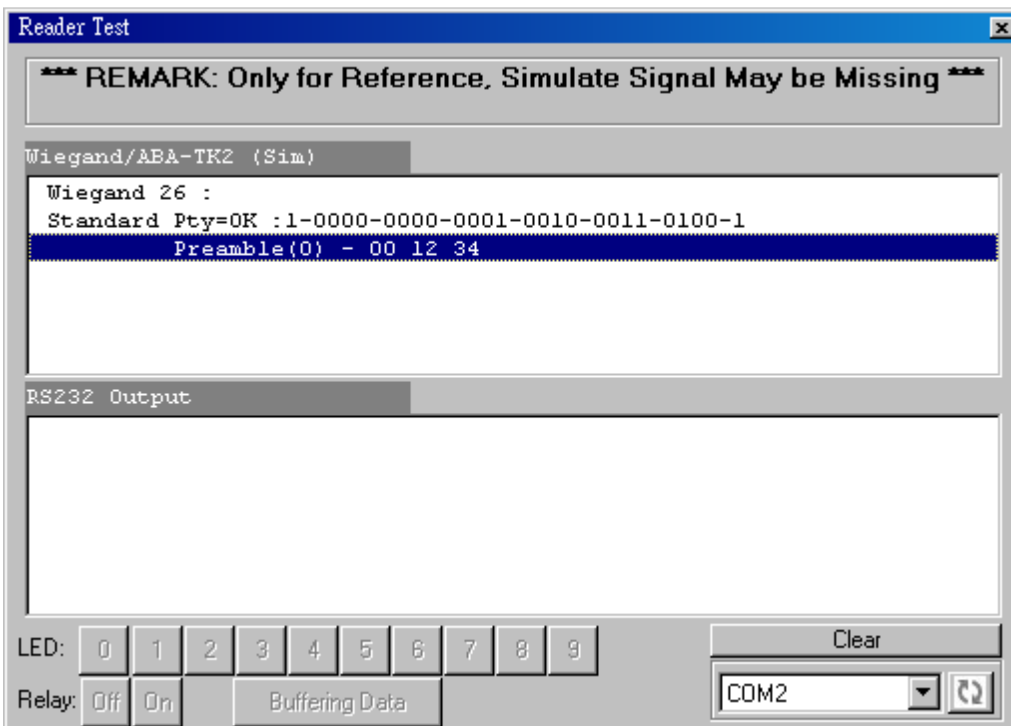 Reader Test
*** REMARK: Only for Reference, Simulate Signal May be Missing ***
Wiegand/ABA-TK2 (Sim)
Wiegand 26 :
Standard Pty=OK :1-0000-0000-0001-0010-0011-0100-1
Preamble(0) - 00 12 34
RS232 Output
LED: 0 1 2 3 4 5 6 7 8 9
Clear
Relay: Off On Buffering Data
COM2